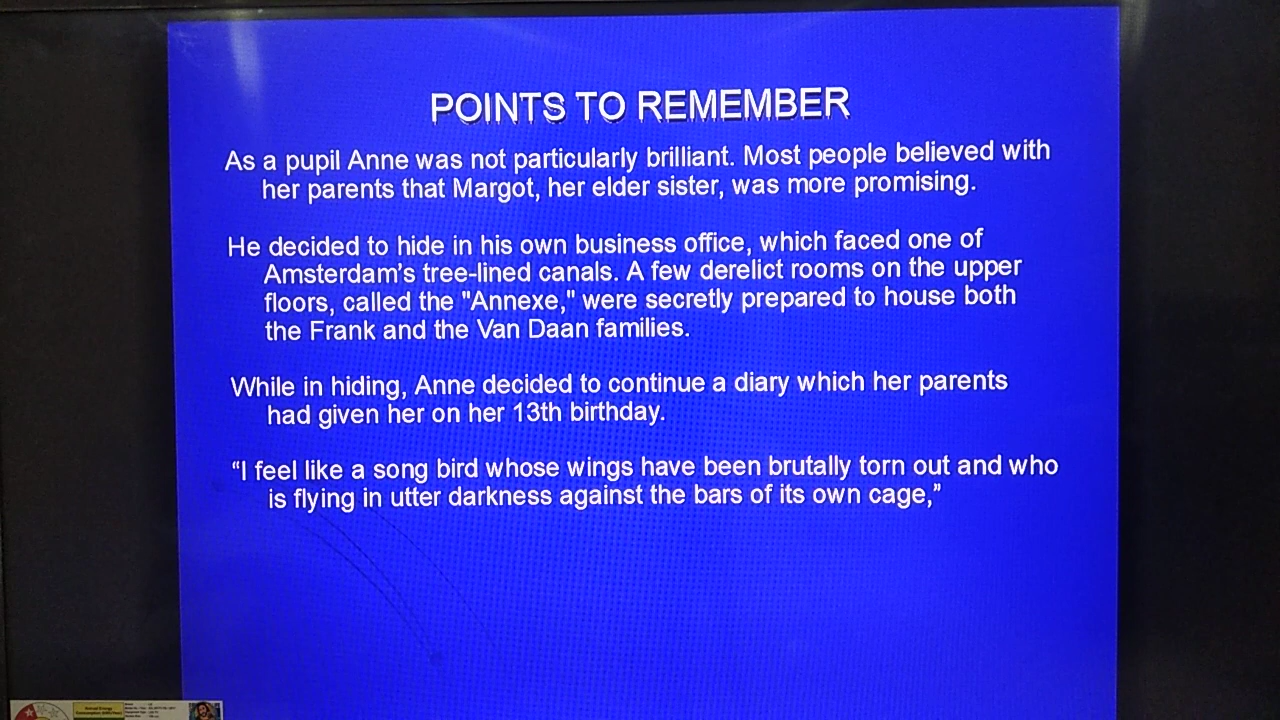 POINTS TO REMEMBER
As a pupil Anne was not particularly brilliant. Most people believed with
her parents that Margot, her elder sister, was more promising.
He decided to hide in his own business office, which faced one of
Amsterdam's tree-lined canals. A few derelict rooms on the upper
floors, called the "Annexe," were secretly prepared to house both
the Frank and the Van Daan families.
While in hiding, Anne decided to continue a diary which her parents
had given her on her 13th birthday.
“I feel like a song bird whose wings have been brutally torn out and who
is flying in utter darkness against the bars of its own cage,”